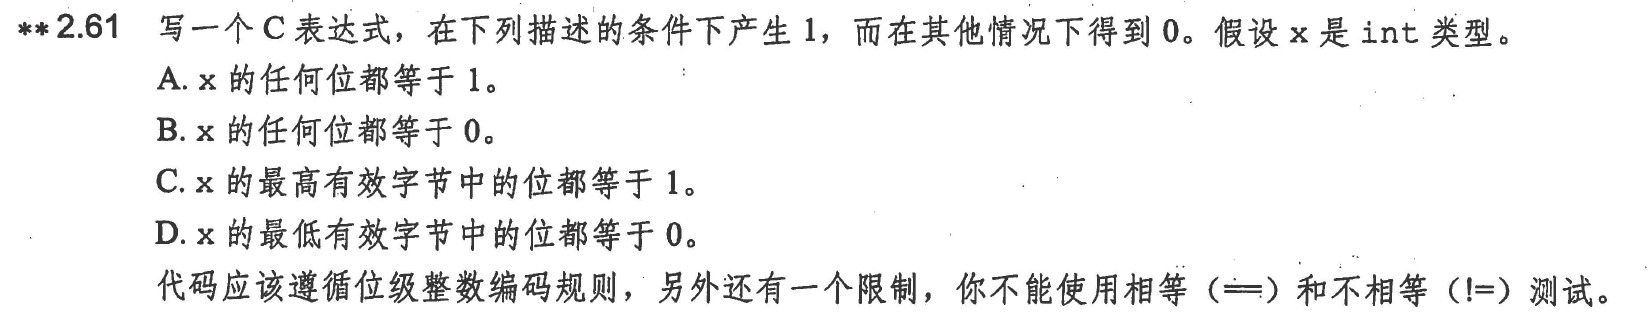 **2.61 写一个 C 表达式，在下列描述的条件下产生 1，而在其他情况下得到 0。假设 x 是 int 类型。
A. x 的任何位都等于 1。
B. x 的任何位都等于 0。
C. x 的最高有效字节中的位都等于 1。
D. x 的最低有效字节中的位都等于 0。
代码应该遵循位级整数编码规则，另外还有一个限制，你不能使用相等（==）和不相等（!=）测试。